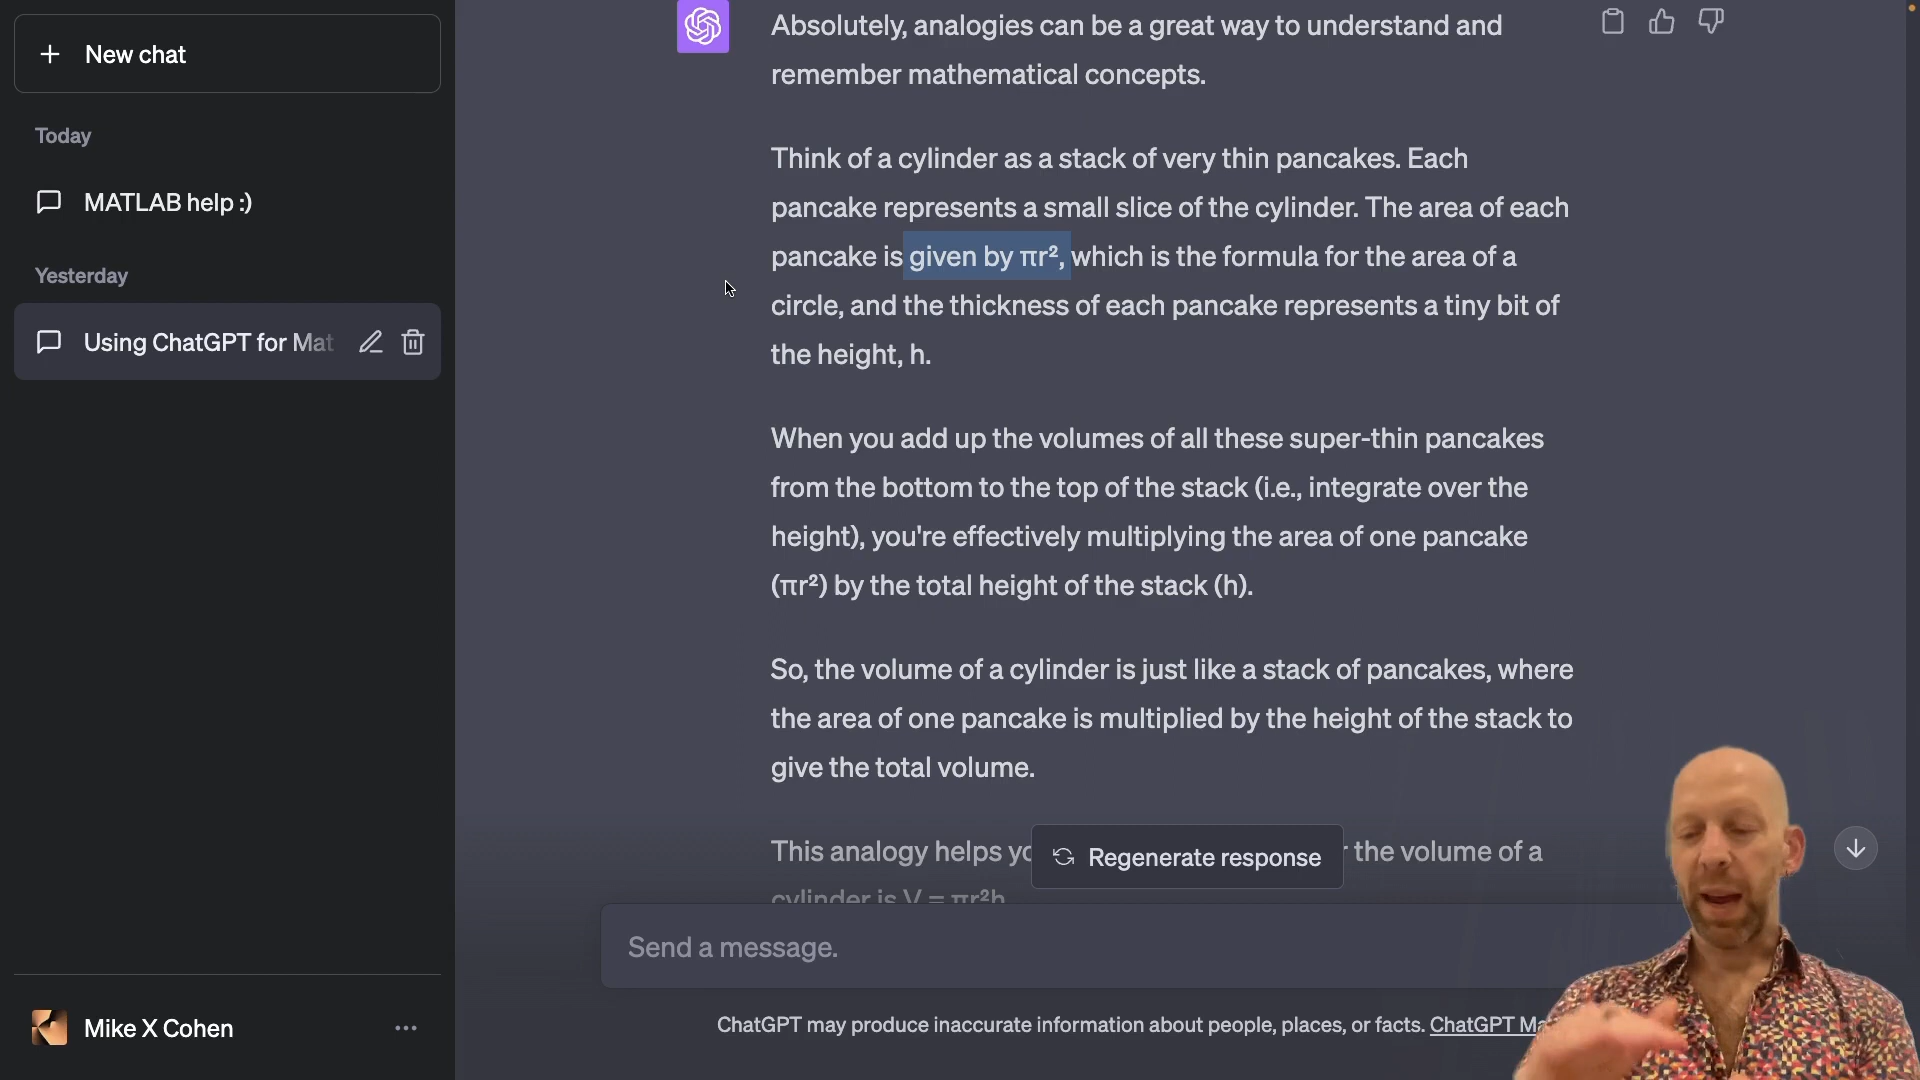 New chat
Today
MATLAB help :)
Yesterday
Using ChatGPT for Mat
Mike X Cohen
Absolutely, analogies can be a great way to understand and
remember mathematical concepts.
Think of a cylinder as a stack of very thin pancakes. Each
pancake represents a small slice of the cylinder. The area of each
pancake is given by πr², which is the formula for the area of a
circle, and the thickness of each pancake represents a tiny bit of
the height, h.
When you add up the volumes of all these super-thin pancakes
from the bottom to the top of the stack (i.e., integrate over the
height), you're effectively multiplying the area of one pancake
(πr²) by the total height of the stack (h).
So, the volume of a cylinder is just like a stack of pancakes, where
the area of one pancake is multiplied by the height of the stack to
give the total volume.
This analogy helps yo
Regenerate response
r the volume of a
cylinder is V = πr²h
Send a message.
ChatGPT may produce inaccurate information about people, places, or facts. ChatGPT Ma